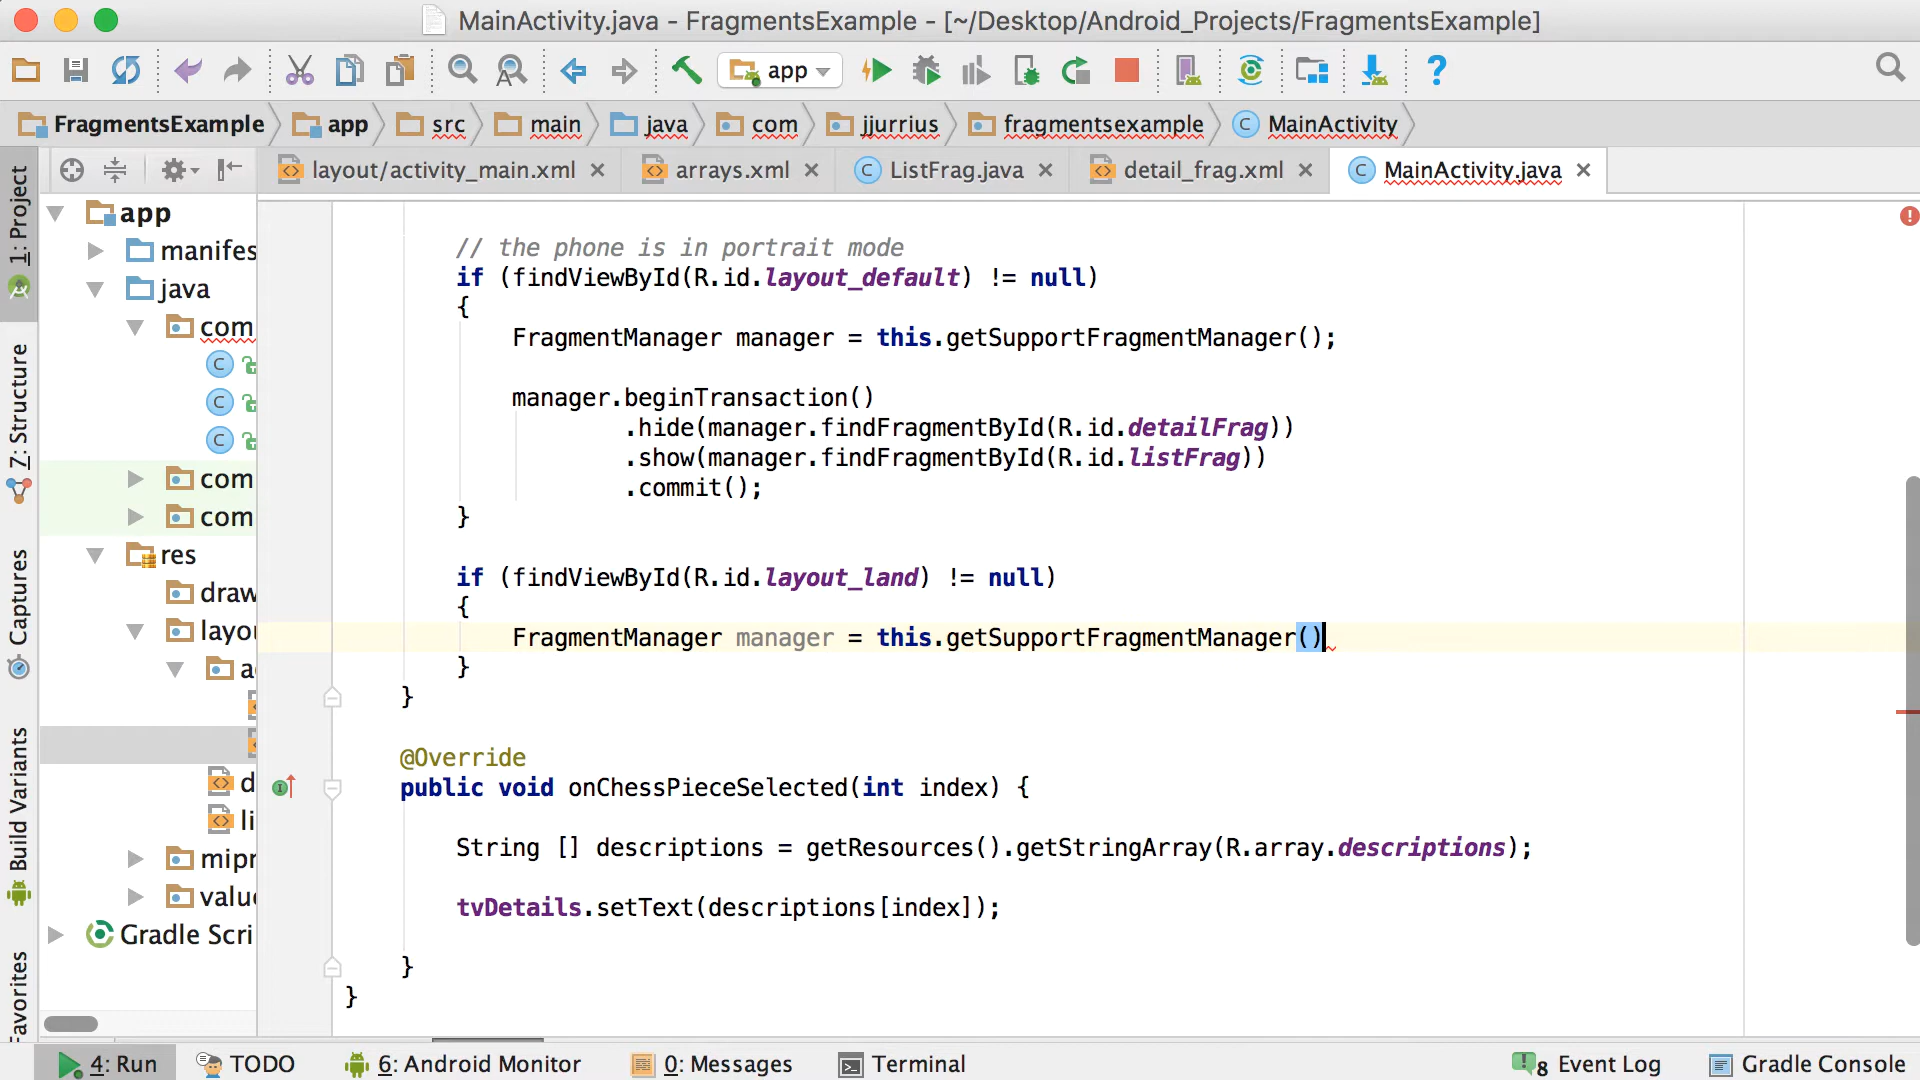 MainActivity.java - FragmentsExample - [~/Desktop/Android_Projects/FragmentsExample]
app
FragmentsExample app src main java com jjurrius fragmentsexample MainActivity
layout/activity_main.xml arrays.xml ListFrag.java detail_frag.xml MainActivity.java
1: Project
Z: Structure
Captures
Build Variants
Favorites
app
manifes
java
com
com
com
res
draw
layou
a
d
li
mipr
value
Gradle Scri
// the phone is in portrait mode
if (findViewById(R.id.layout_default) != null)
{
FragmentManager manager = this.getSupportFragmentManager();
manager.beginTransaction()
.hide(manager.findFragmentById(R.id.detailFrag))
.show(manager.findFragmentById(R.id.listFrag))
.commit();
}
if (findViewById(R.id.layout_land) != null)
{
FragmentManager manager = this.getSupportFragmentManager()
}
}
@Override
public void onChessPieceSelected(int index) {
String [] descriptions = getResources().getStringArray(R.array.descriptions);
tvDetails.setText(descriptions[index]);
}
}
4: Run TODO 6: Android Monitor 0: Messages Terminal 8 Event Log Gradle Console